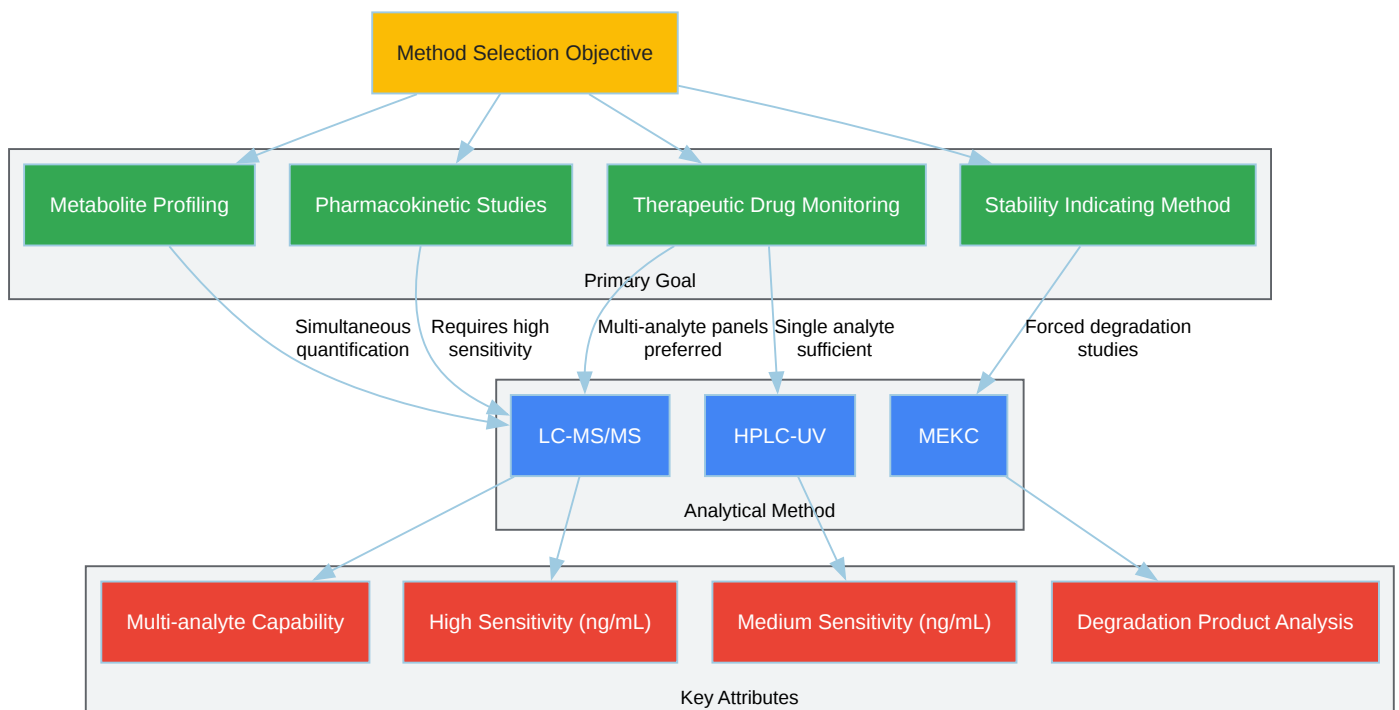 Method Selection Objective
Metabolite Profiling
Pharmacokinetic Studies
Therapeutic Drug Monitoring
Stability Indicating Method
Primary Goal
Simultaneous
quantification
Requires high
sensitivity
Multi-analyte panels
preferred
Single analyte
sufficient
Forced degradation
studies
LC-MS/MS
HPLC-UV
MEKC
Analytical Method
Multi-analyte Capability
High Sensitivity (ng/mL)
Medium Sensitivity (ng/mL)
Degradation Product Analysis
Key Attributes